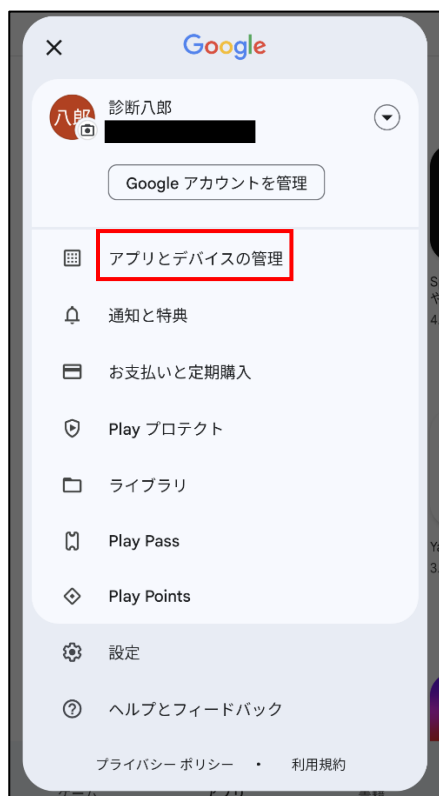 Google
八郎
診断八郎
Google アカウントを管理
アプリとデバイスの管理
通知と特典
お支払いと定期購入
Play プロテクト
ライブラリ
Play Pass
Play Points
設定
ヘルプとフィードバック
プライバシー ポリシー • 利用規約